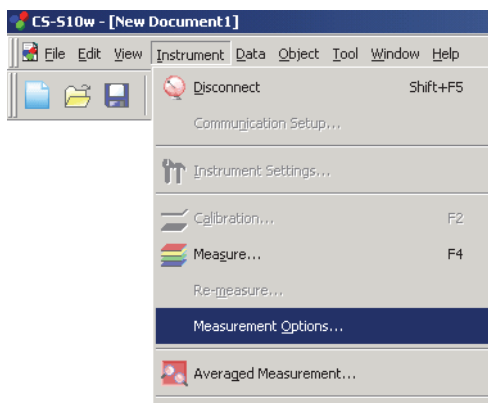 CS-S10w - [New Document1]
File Edit View Instrument Data Object Tool Window Help
Disconnect Shift+F5
Communication Setup...
Instrument Settings...
Calibration... F2
Measure... F4
Re-measure...
Measurement Options...
Averaged Measurement...